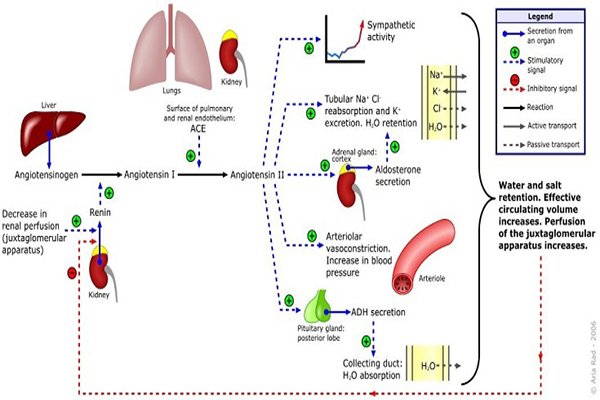 Legend
Secretion from
an organ
Stimulatory
signal
Inhibitory signal
Reaction
Active transport
Passive transport
Lungs
Kidney
Sympathetic
activity
Liver
Surface of pulmonary
and renal endothelium:
ACE
Tubular Na⁺ Cl⁻
reabsorption and K⁺
excretion. H₂O retention
Na⁺
K⁺
Cl⁻
H₂O
Adrenal gland:
cortex
Aldosterone
secretion
Angiotensinogen
Angiotensin I
Angiotensin II
Decrease in
renal perfusion
(juxtaglomerular
apparatus)
Renin
Kidney
Arteriolar
vasoconstriction.
Increase in blood
pressure
Arteriole
Water and salt
retention. Effective
circulating volume
increases. Perfusion
of the juxtaglomerular
apparatus increases.
Pituitary gland:
posterior lobe
ADH secretion
Collecting duct:
H₂O absorption
H₂O
© Aria Rad - 2006